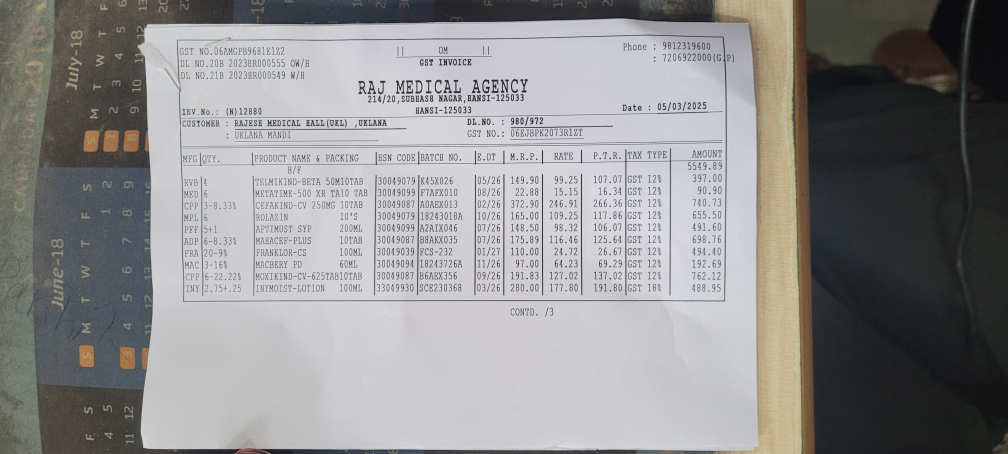 GST NO.06AMGPB9681E1Z2 || OM || Phone : 9812319600
DL NO.20B 2023HR000555 OW/H GST INVOICE : 7206922000(G.P)
DL NO.21B 2023HR000549 W/H
RAJ MEDICAL AGENCY
214/20,SUBHASH NAGAR,HANSI-125033
INV.No.: (N)12880 HANSI-125033 Date : 05/03/2025
CUSTOMER : RAJESE MEDICAL HALL(UKL) ,UKLANA DL.NO. : 980/972
: UKLANA MANDI GST NO.: 06EJBPK2073R1ZT
MFG QTY. PRODUCT NAME & PACKING HSN CODE BATCH NO. E.DT M.R.P. RATE P.T.R. TAX TYPE AMOUNT
B/F 5549.89
RVB 4 TELMIKIND-BETA 50M10TAB 30049079 K45X026 05/26 149.90 99.25 107.07 GST 12% 397.00
MED 6 METATIME-500 XR TA10 TAB 30049099 F7AFX010 08/26 22.88 15.15 16.34 GST 12% 90.90
CPP 3-8.33% CEFAKIND-CV 250MG 10TAB 30049087 A0AEX013 02/26 372.90 246.91 266.36 GST 12% 740.73
MPL 6 ROLAZIN 10'S 30049079 18243018A 10/26 165.00 109.25 117.86 GST 12% 655.50
PFY 5+1 APTIMUST SYP 200ML 30049099 A2AIX046 07/26 148.50 98.32 106.07 GST 12% 491.60
ADP 6-8.33% MAHACEF-PLUS 10TAB 30049087 B8AKX035 07/26 175.89 116.46 125.64 GST 12% 698.76
FRA 20-9% FRANKLOR-CS 100ML 30049039 FCS-232 01/27 110.00 24.72 26.67 GST 12% 494.40
MAC 3-16% MACBERY PD 60ML 30049094 18243726A 11/26 97.00 64.23 69.29 GST 12% 192.69
CPP 6-22.22% MOXIKIND-CV-625TAB10TAB 30049087 B6AEX356 09/26 191.83 127.02 137.02 GST 12% 762.12
INY 2.75+.25 INYMOIST-LOTION 100ML 33049930 SCE230368 03/26 280.00 177.80 191.80 GST 18% 488.95
CONTD. /3
July-18
S M T W T F
June-18
S M T W T F S